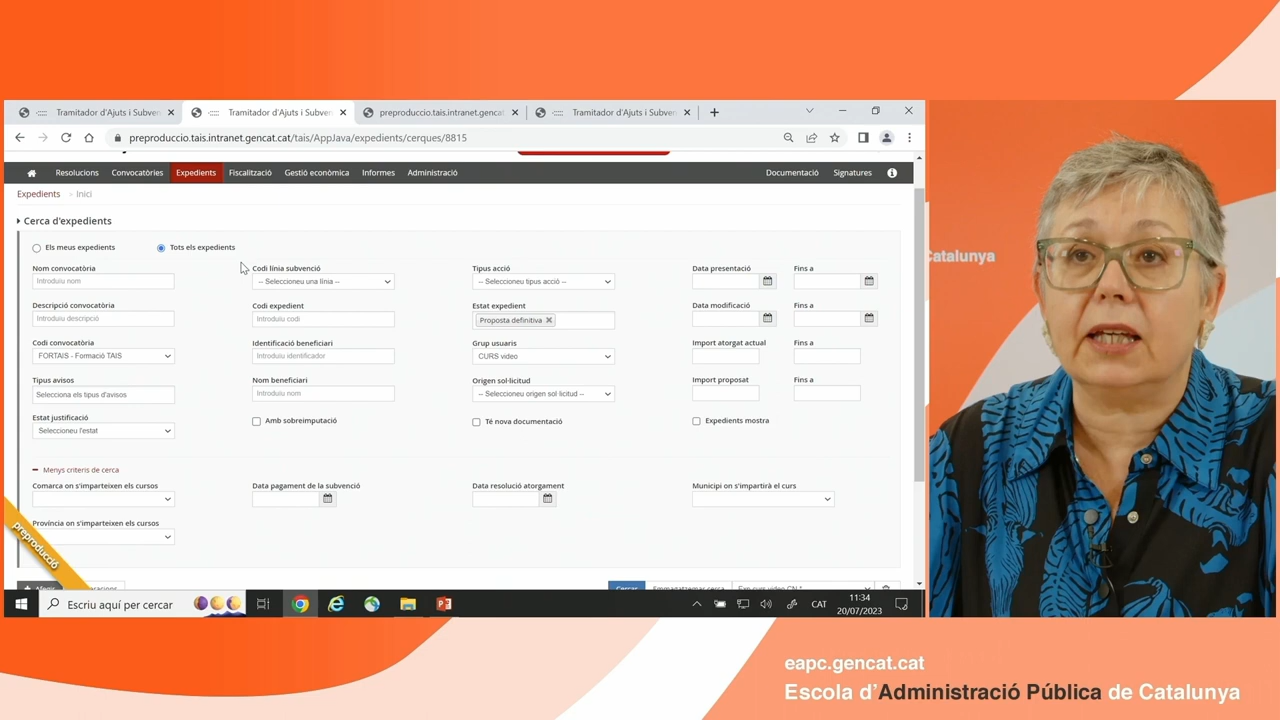 Tramitador d'Ajuts i Subven
Tramitador d'Ajuts i Subven
preproduccio.tais.intranet.gencat
Tramitador d'Ajuts i Subven
preproduccio.tais.intranet.gencat.cat/tais/AppJava/expedients/cerques/8815
Resolucions Convocatòries Expedients Fiscalització Gestió econòmica Informes Administració Documentació Signatures
Expedients > Inici
Cerca d'expedients
Els meus expedients Tots els expedients
Nom convocatòria Codi línia subvenció Tipus acció Data presentació Fins a
Introduiu nom -- Seleccioneu una línia -- -- Seleccioneu tipus acció --
Descripció convocatòria Codi expedient Estat expedient Data modificació Fins a
Introduiu descripció Introduiu codi Proposta definitiva
Codi convocatòria Identificació beneficiari Grup usuaris Import atorgat actual Fins a
FORTAIS - Formació TAIS Introduiu identificador CURS video
Tipus avisos Nom beneficiari Origen sol·licitud Import proposat Fins a
Selecciona els tipus d'avisos Introduiu nom -- Seleccioneu origen sol·licitud --
Estat justificació Amb sobreimputació Té nova documentació Expedients mostra
Seleccioneu l'estat
Menys criteris de cerca
Comarca on s'imparteixen els cursos Data pagament de la subvenció Data resolució atorgament Municipi on s'impartirà el curs
Província on s'imparteixen els cursos
preproducció
Escriu aquí per cercar
CAT
11:34
20/07/2023
Catalunya
eapc.gencat.cat
Escola d'Administració Pública de Catalunya